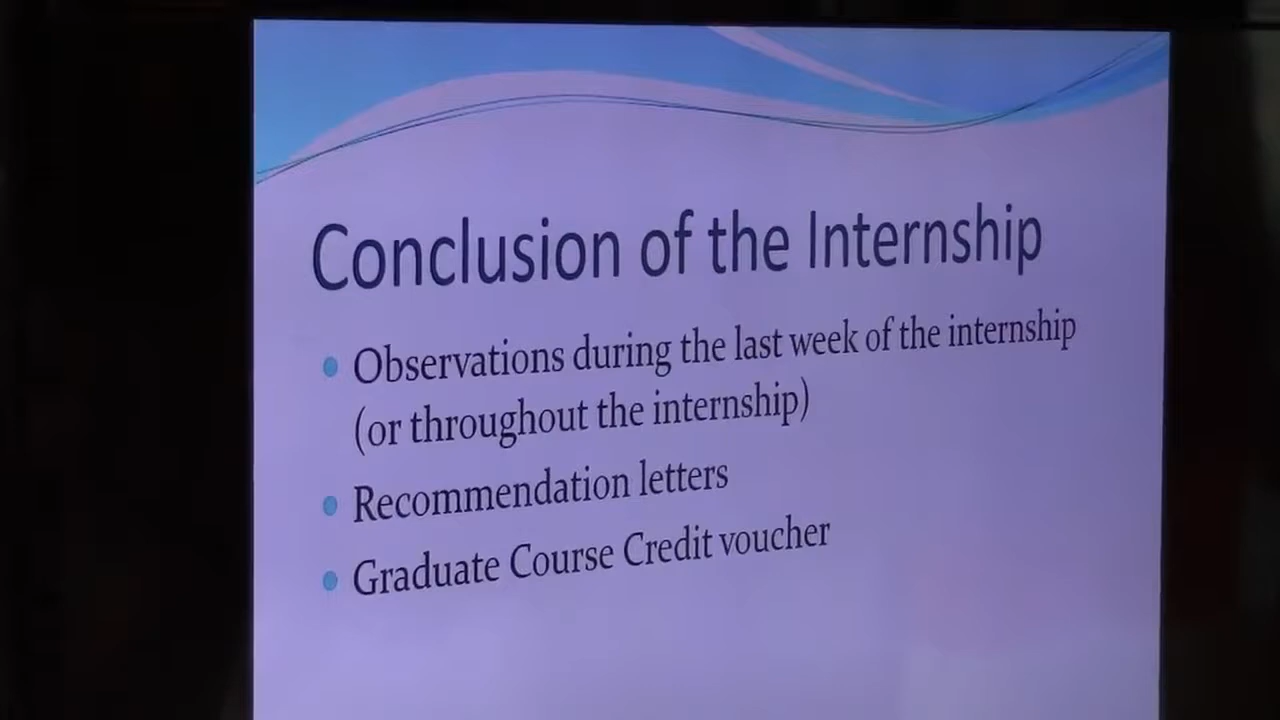 Conclusion of the Internship
Observations during the last week of the internship
(or throughout the internship)
Recommendation letters
Graduate Course Credit voucher